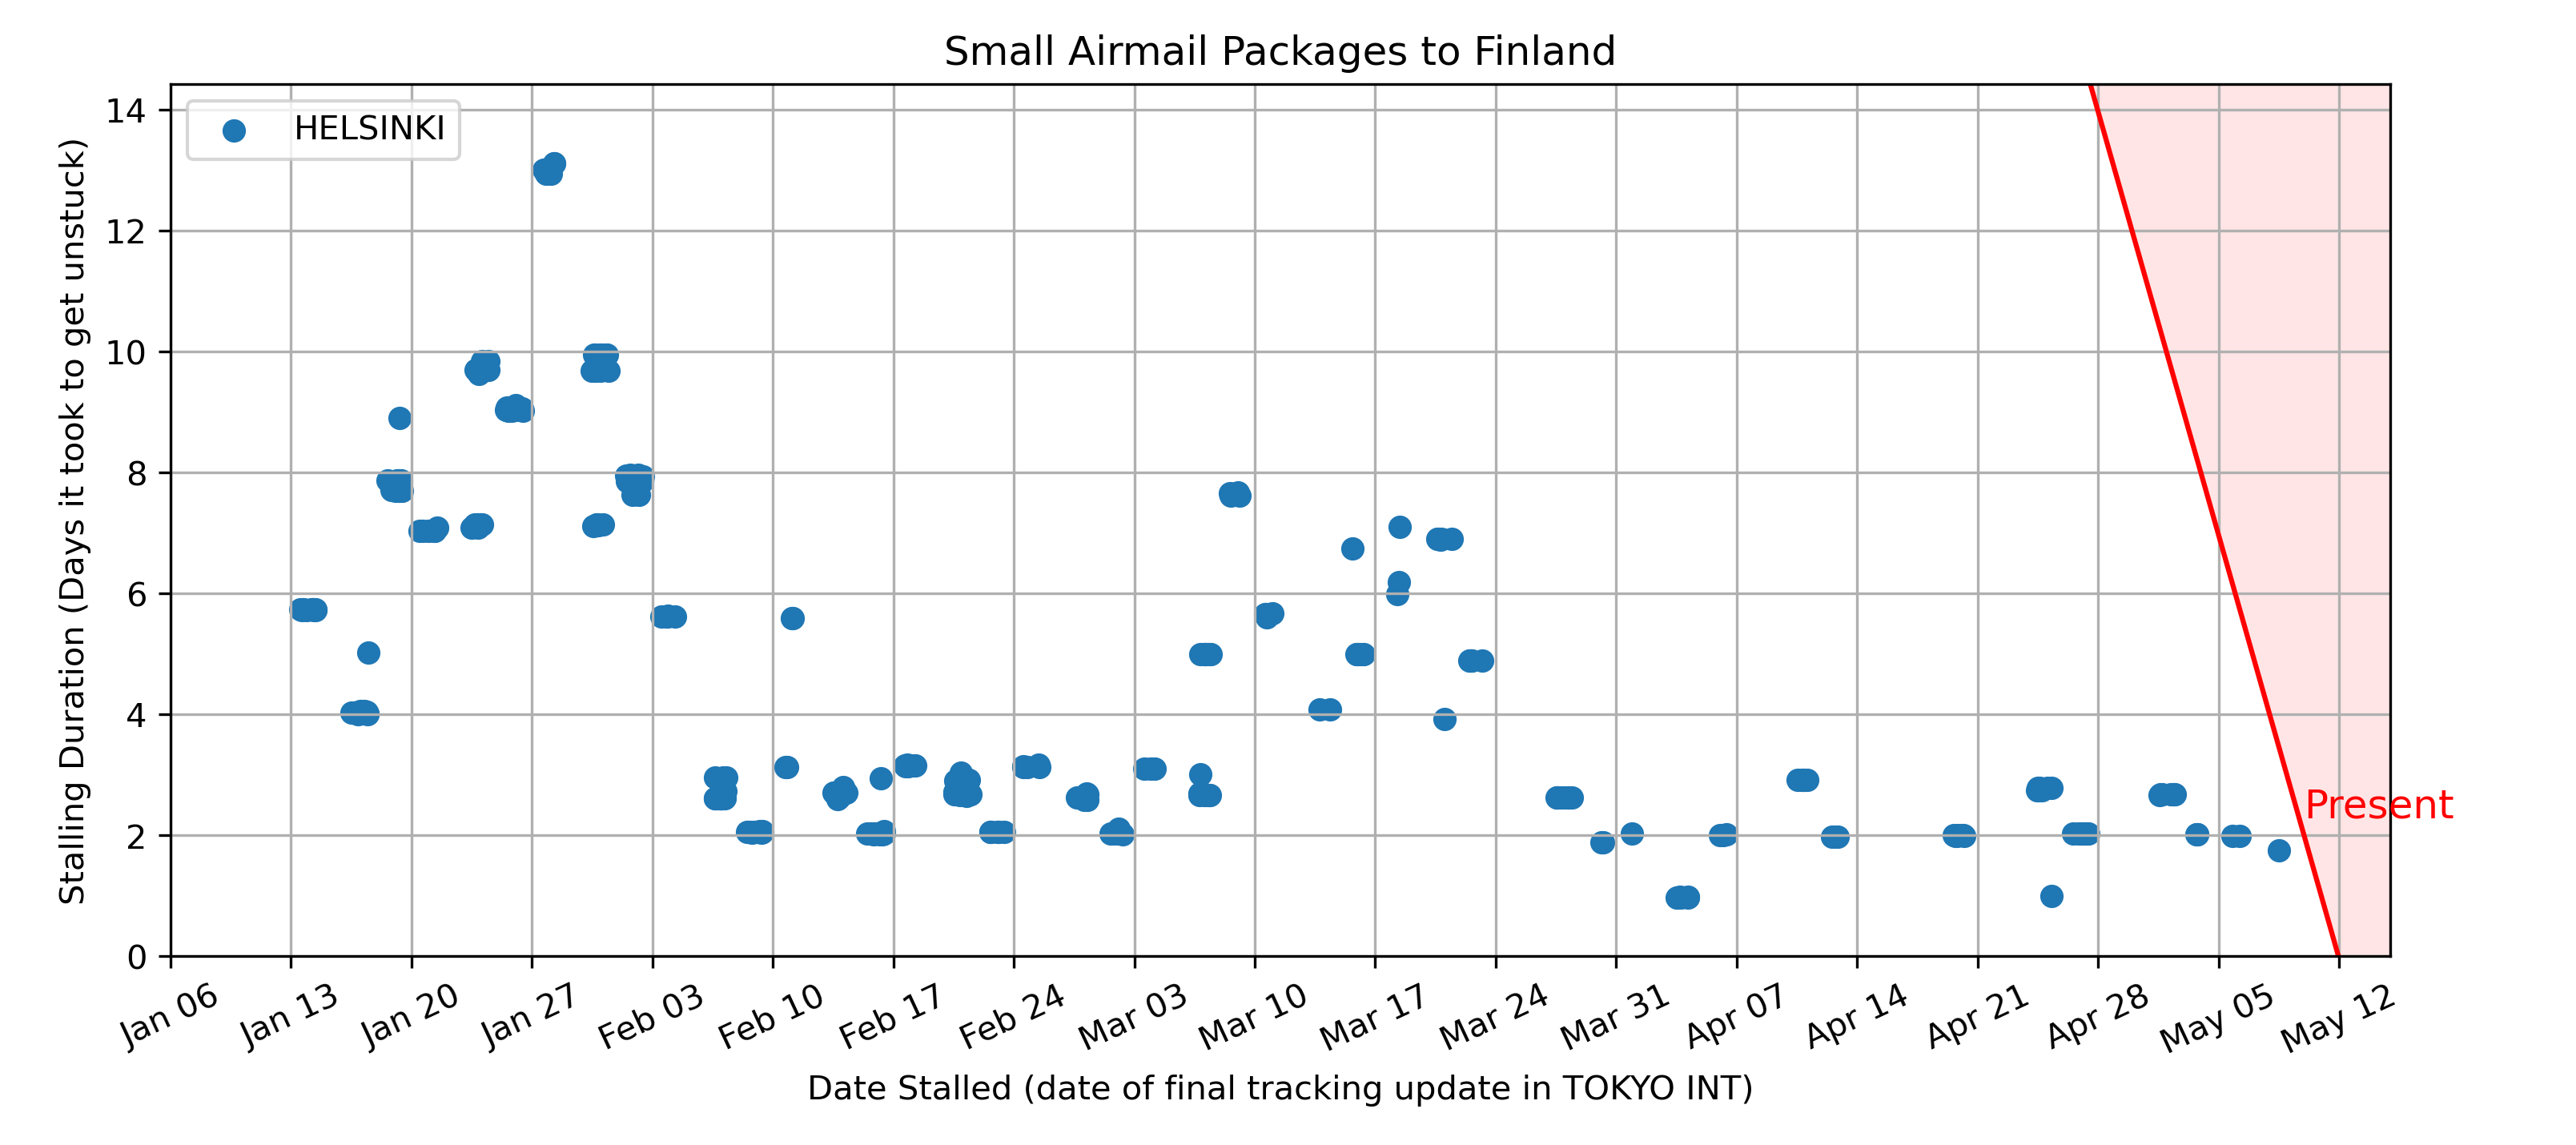 Small Airmail Packages to Finland
HELSINKI
Stalling Duration (Days it took to get unstuck)
14
12
10
8
6
4
2
0
Present
Jan 06
Jan 13
Jan 20
Jan 27
Feb 03
Feb 10
Feb 17
Feb 24
Mar 03
Mar 10
Mar 17
Mar 24
Mar 31
Apr 07
Apr 14
Apr 21
Apr 28
May 05
May 12
Date Stalled (date of final tracking update in TOKYO INT)